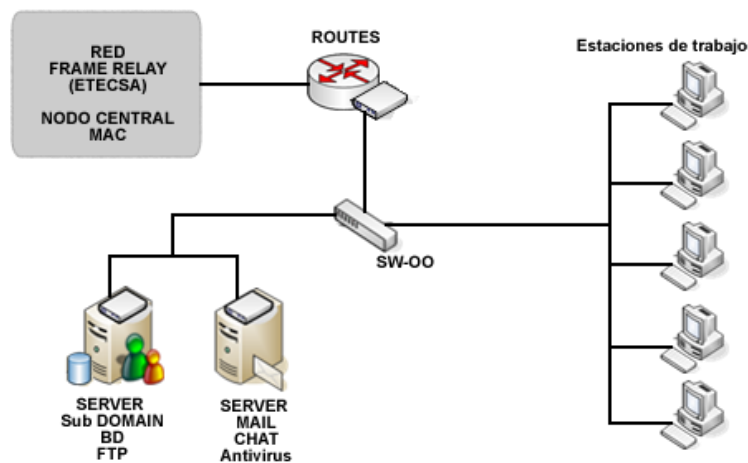 RED
FRAME RELAY
(ETECSA)
NODO CENTRAL
MAC
ROUTES
Estaciones de trabajo
SW-OO
SERVER
Sub DOMAIN
BD
FTP
SERVER
MAIL
CHAT
Antivirus